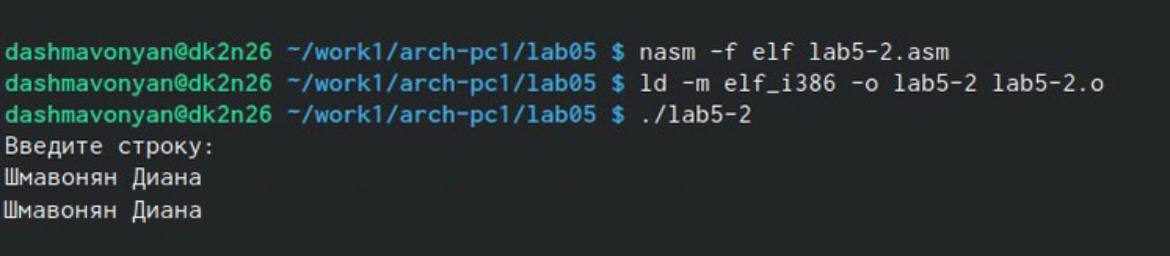 dashmavonyan@dk2n26 ~/work1/arch-pc1/lab05 $ nasm -f elf lab5-2.asm
dashmavonyan@dk2n26 ~/work1/arch-pc1/lab05 $ ld -m elf_i386 -o lab5-2 lab5-2.o
dashmavonyan@dk2n26 ~/work1/arch-pc1/lab05 $ ./lab5-2
Введите строку:
Шмавонян Диана
Шмавонян Диана